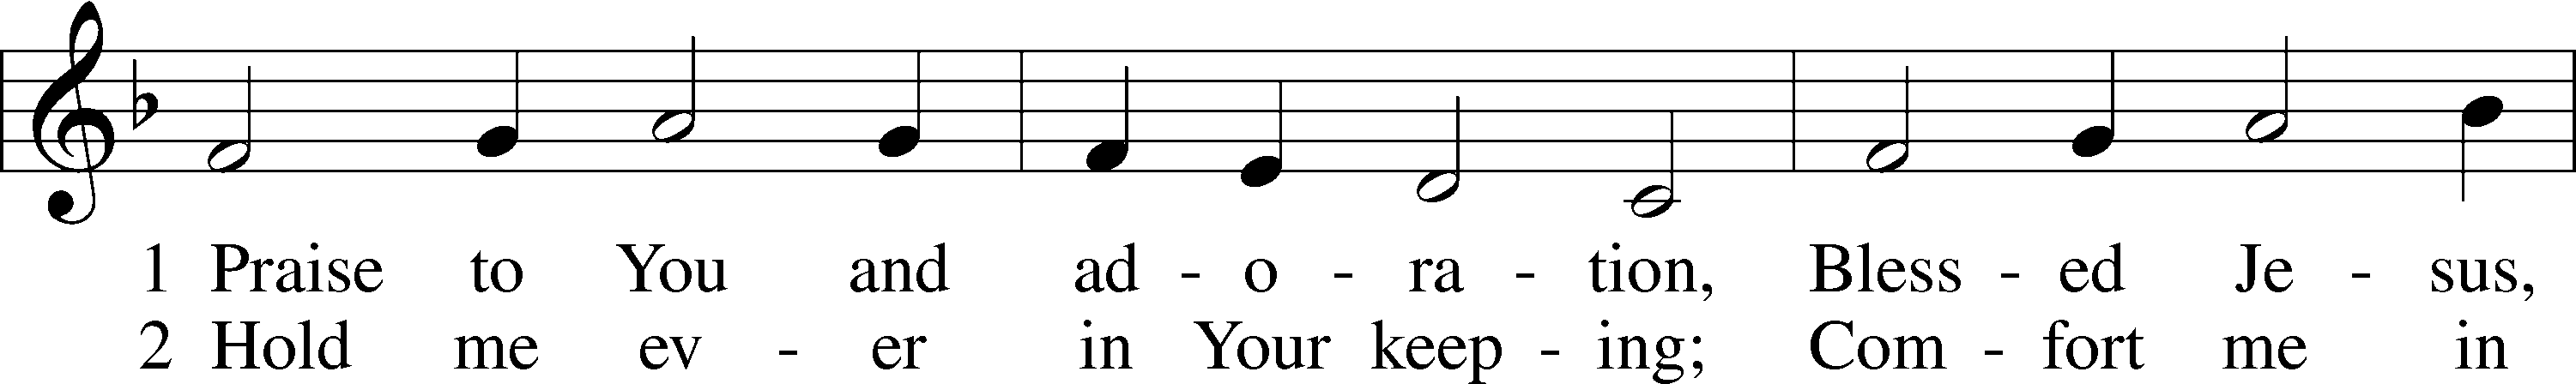 1 Praise to You and ad - o - ra - tion, Bless - ed Je - sus,
2 Hold me ev - er in Your keep - ing; Com - fort me in